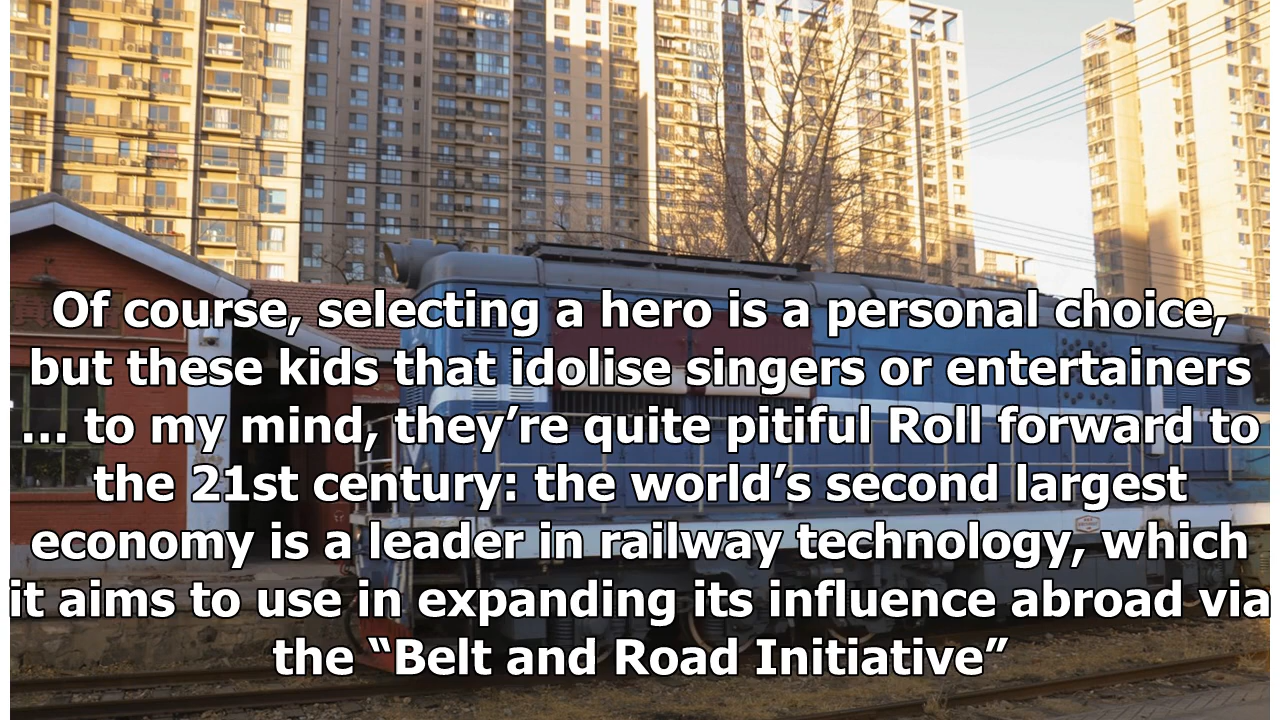 Of course, selecting a hero is a personal choice,
but these kids that idolise singers or entertainers
… to my mind, they’re quite pitiful Roll forward to
the 21st century: the world’s second largest
economy is a leader in railway technology, which
it aims to use in expanding its influence abroad via
the “Belt and Road Initiative”